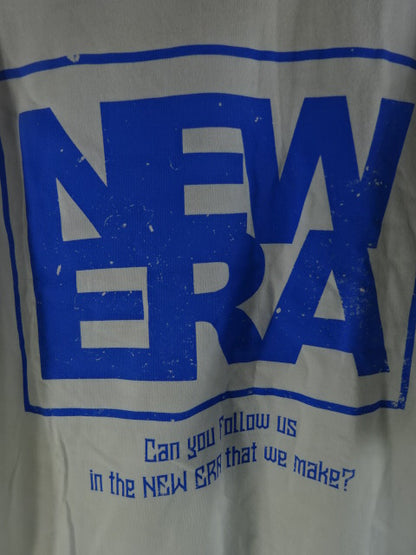 NEW
ERA
Can you follow us
in the NEW ERA that we make?